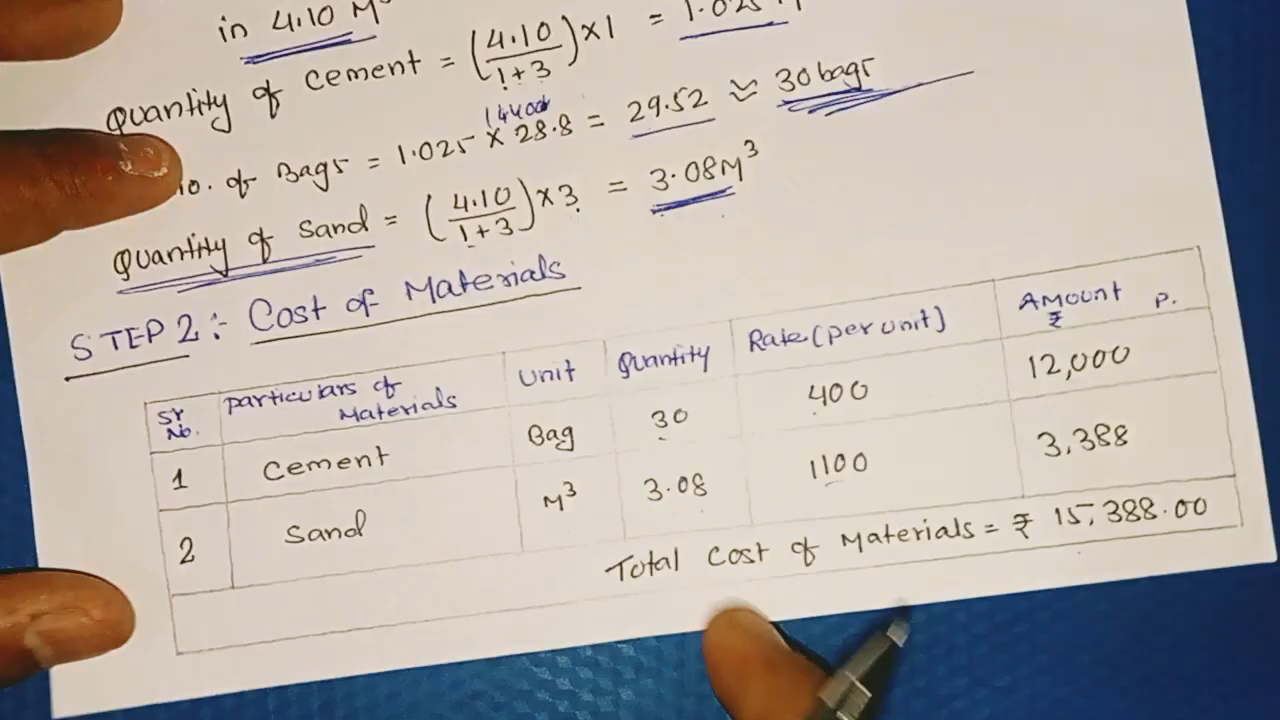 in 4.10 M³
Quantity of Cement = (4.10/1+3)×1 = 1.025 M
no. of Bags = 1.025 × 28.8 = 29.52 ≈ 30 bags
Quantity of Sand = (4.10/1+3)×3 = 3.08M³
STEP 2 :- Cost of Materials
Sr No. Particulars of Materials Unit Quantity Rate (per unit) Amount ₹ P.
1 Cement Bag 30 400 12,000
2 Sand M³ 3.08 1100 3,388
Total Cost of Materials = ₹ 15,388.00